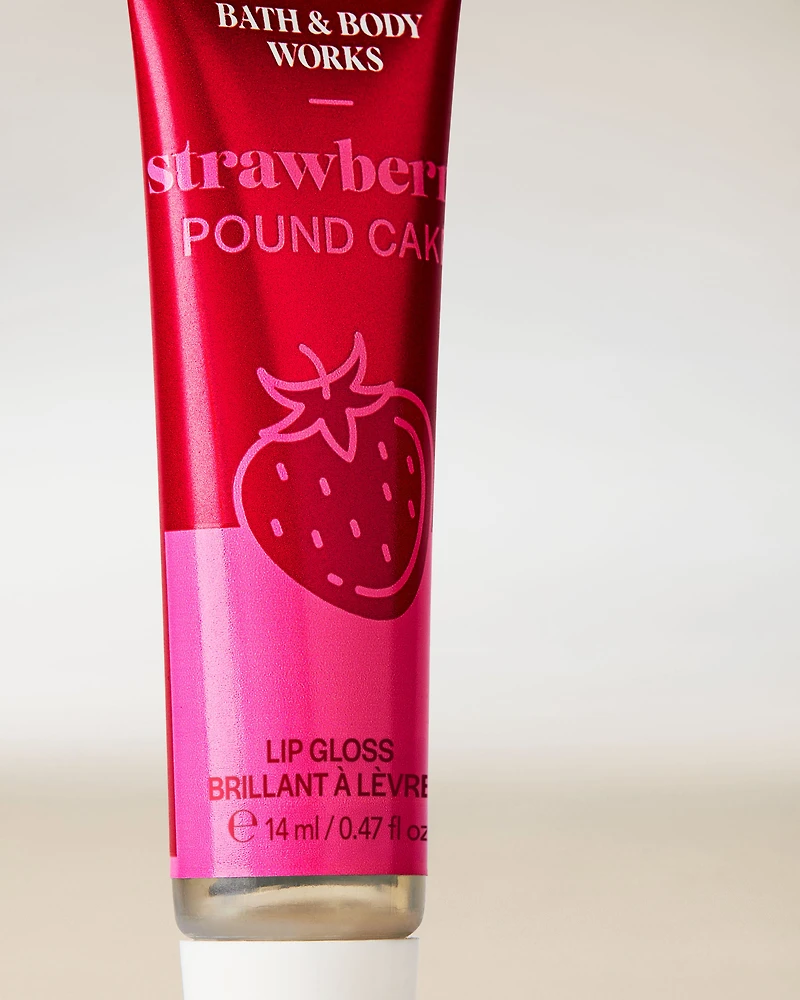 BATH & BODY
WORKS
strawberr
POUND CAK
LIP GLOSS
BRILLANT À LÈVRE
℮ 14 ml / 0.47 fl oz